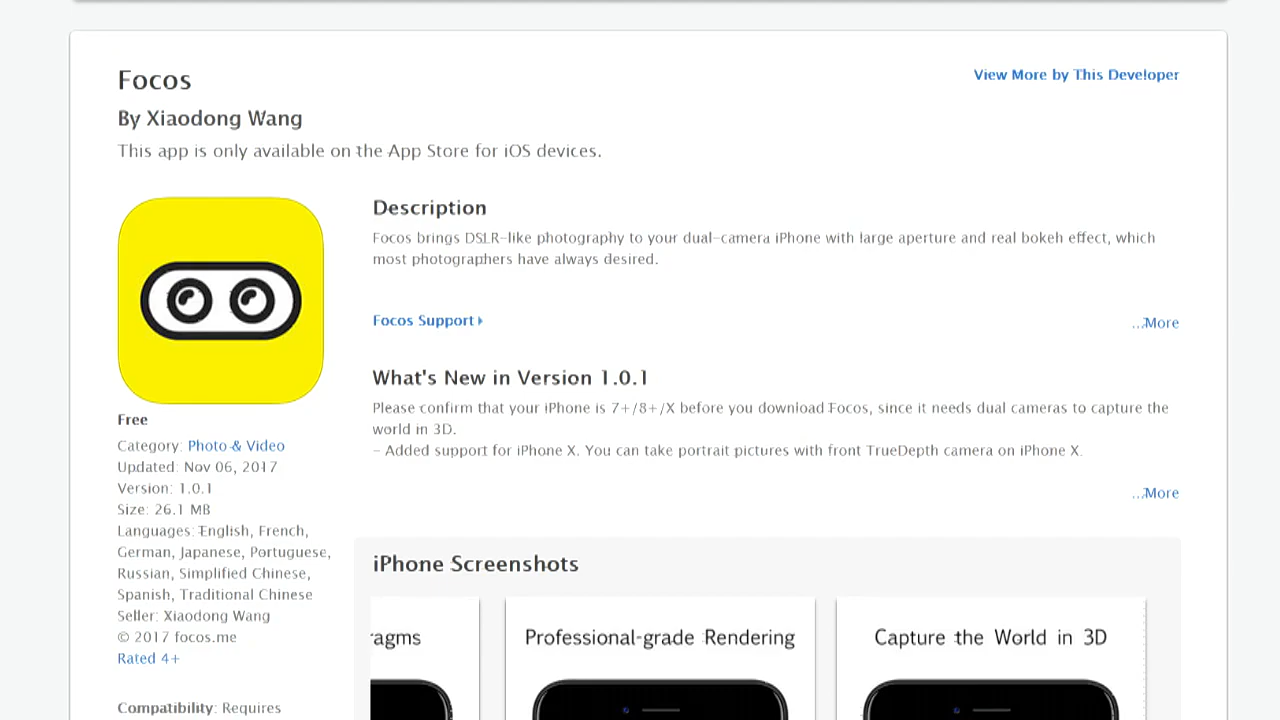 Focos
View More by This Developer
By Xiaodong Wang
This app is only available on the App Store for iOS devices.
Description
Focos brings DSLR-like photography to your dual-camera iPhone with large aperture and real bokeh effect, which
most photographers have always desired.
Focos Support
...More
What's New in Version 1.0.1
Please confirm that your iPhone is 7+/8+/X before you download Focos, since it needs dual cameras to capture the
world in 3D.
- Added support for iPhone X. You can take portrait pictures with front TrueDepth camera on iPhone X.
...More
Free
Category: Photo & Video
Updated: Nov 06, 2017
Version: 1.0.1
Size: 26.1 MB
Languages: English, French,
German, Japanese, Portuguese,
Russian, Simplified Chinese,
Spanish, Traditional Chinese
Seller: Xiaodong Wang
© 2017 focos.me
Rated 4+
Compatibility: Requires
iPhone Screenshots
ragms
Professional-grade Rendering
Capture the World in 3D